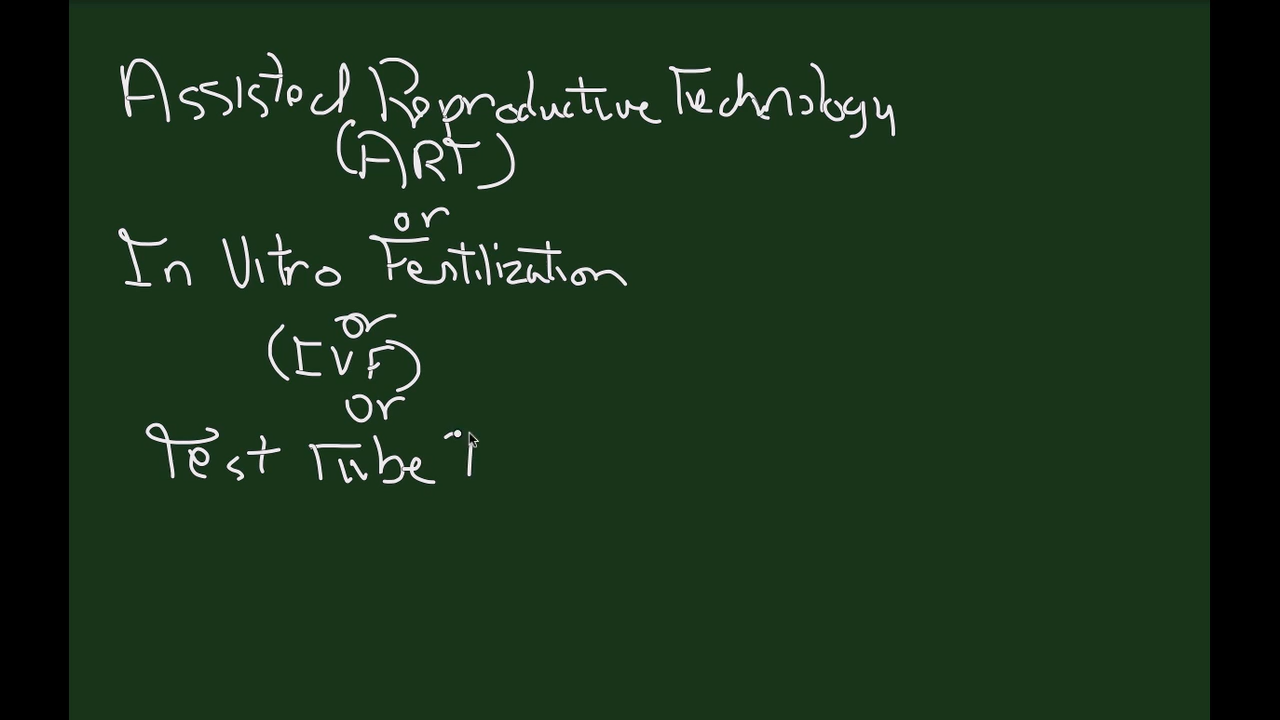 Assisted Reproductive Technology
(ART)
or
In Vitro Fertilization
or
(IVF)
or
Test Tube